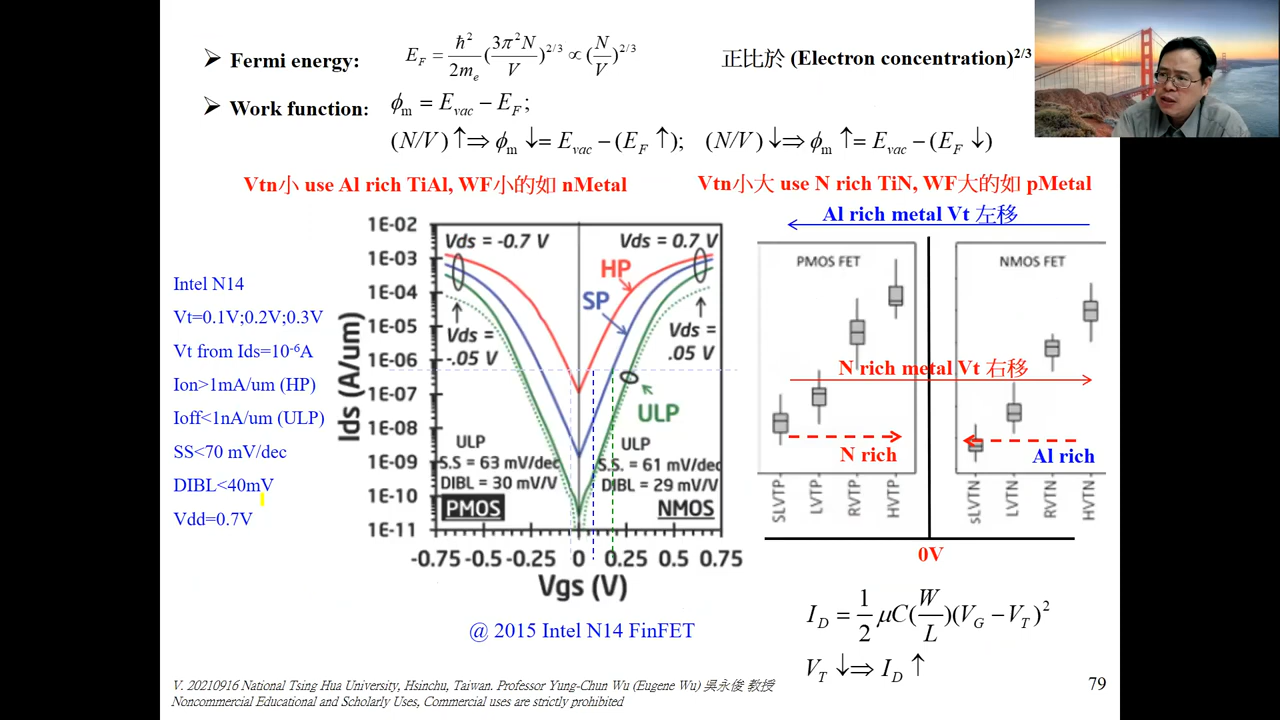 ➢ Fermi energy: E_F = ℏ²/2m_e (3π²N/V)^{2/3} ∝ (N/V)^{2/3} 正比於 (Electron concentration)^{2/3}
➢ Work function: ϕ_m = E_vac − E_F;
(N/V)↑⇒ ϕ_m ↓= E_vac − (E_F ↑); (N/V)↓⇒ ϕ_m ↑= E_vac − (E_F ↓)
Vtn小 use Al rich TiAl, WF小的如 nMetal
Vtn小大 use N rich TiN, WF大的如 pMetal
Intel N14
Vt=0.1V;0.2V;0.3V
Vt from Ids=10^{-6}A
Ion>1mA/um (HP)
Ioff<1nA/um (ULP)
SS<70 mV/dec
DIBL<40mV
Vdd=0.7V
Ids (A/um)
1E-02
1E-03
1E-04
1E-05
1E-06
1E-07
1E-08
1E-09
1E-10
1E-11
Vds = -0.7 V
Vds = 0.7 V
HP
SP
Vds =
-.05 V
Vds =
.05 V
ULP
ULP
S.S = 63 mV/dec
DIBL = 30 mV/V
PMOS
ULP
S.S. = 61 mV/dec
DIBL = 29 mV/V
NMOS
-0.75 -0.5 -0.25 0 0.25 0.5 0.75
Vgs (V)
@ 2015 Intel N14 FinFET
Al rich metal Vt 左移
PMOS FET
NMOS FET
N rich metal Vt 右移
N rich
Al rich
SLVTP
LVTP
RVTP
HVTP
sLVTN
LVTN
RVTN
HVTN
0V
I_D = 1/2 μC(W/L)(V_G − V_T)²
V_T ↓⇒ I_D ↑
V. 20210916 National Tsing Hua University, Hsinchu, Taiwan. Professor Yung-Chun Wu (Eugene Wu) 吳永俊 教授
Noncommercial Educational and Scholarly Uses, Commercial uses are strictly prohibited
79